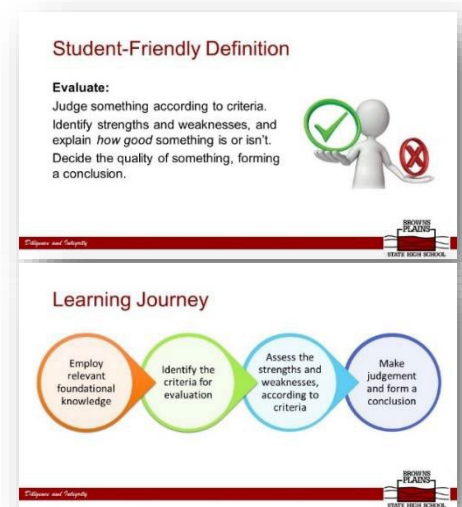 Student-Friendly Definition
Evaluate:
Judge something according to criteria.
Identify strengths and weaknesses, and
explain how good something is or isn't.
Decide the quality of something, forming
a conclusion.
Diligence and Integrity
BROWNS
PLAINS
STATE HIGH SCHOOL
Learning Journey
Employ
relevant
foundational
knowledge
Identify the
criteria for
evaluation
Assess the
strengths and
weaknesses,
according to
criteria
Make
judgement
and form a
conclusion
Diligence and Integrity
BROWNS
PLAINS
STATE HIGH SCHOOL